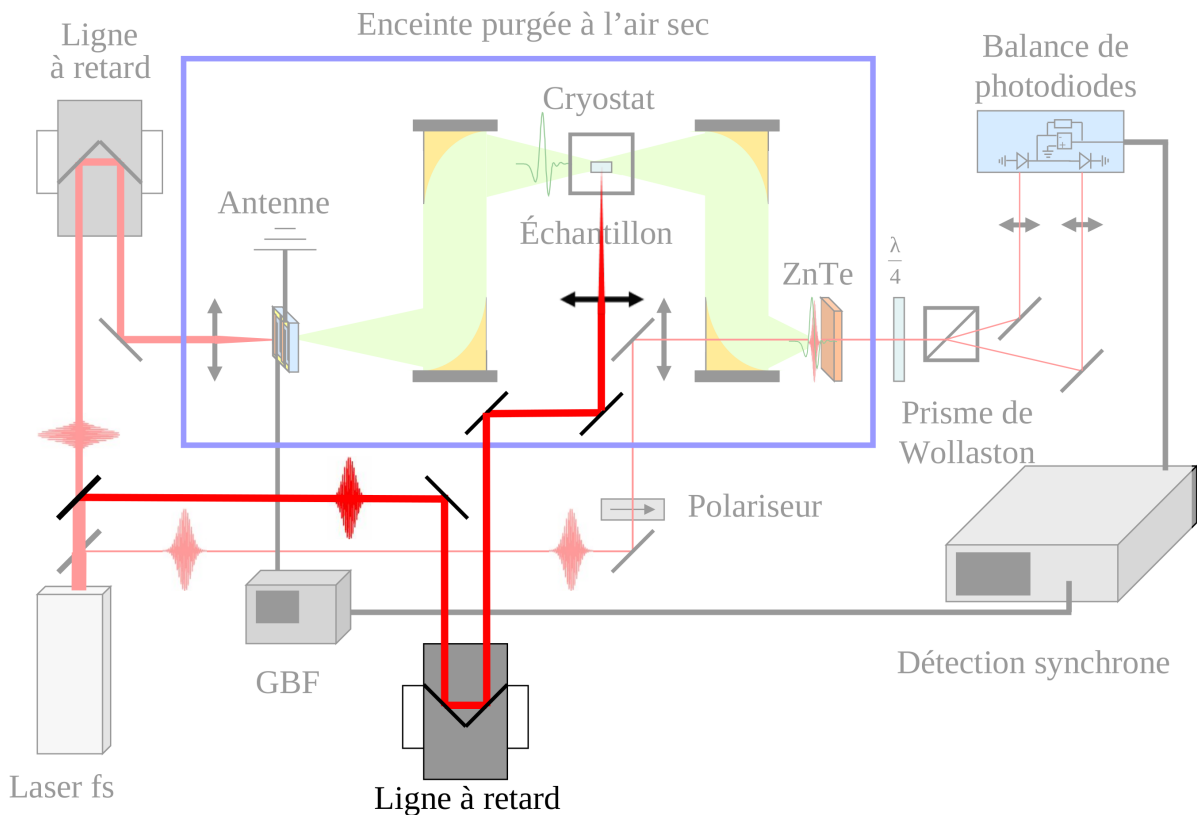 Enceinte purgée à l’air sec
Ligne
à retard
Balance de
photodiodes
Cryostat
Antenne
Échantillon
ZnTe
λ
4
Prisme de
Wollaston
Polariseur
GBF
Détection synchrone
Laser fs
Ligne à retard